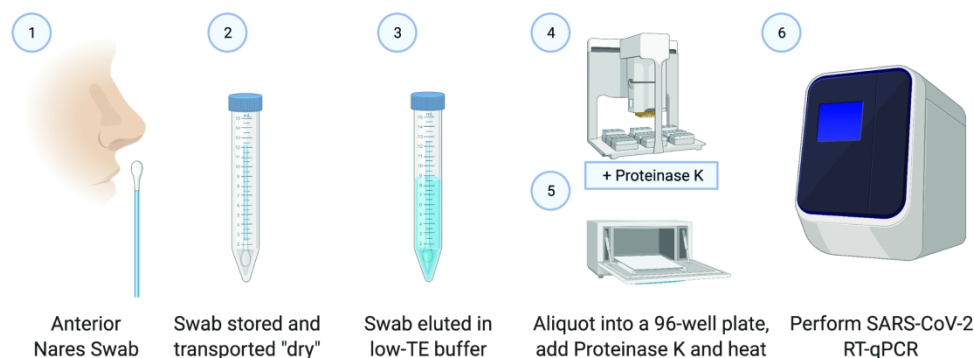 1
2
3
4
5
6
+ Proteinase K
Anterior
Nares Swab
Swab stored and
transported "dry"
Swab eluted in
low-TE buffer
Aliquot into a 96-well plate,
add Proteinase K and heat
Perform SARS-CoV-2
RT-qPCR